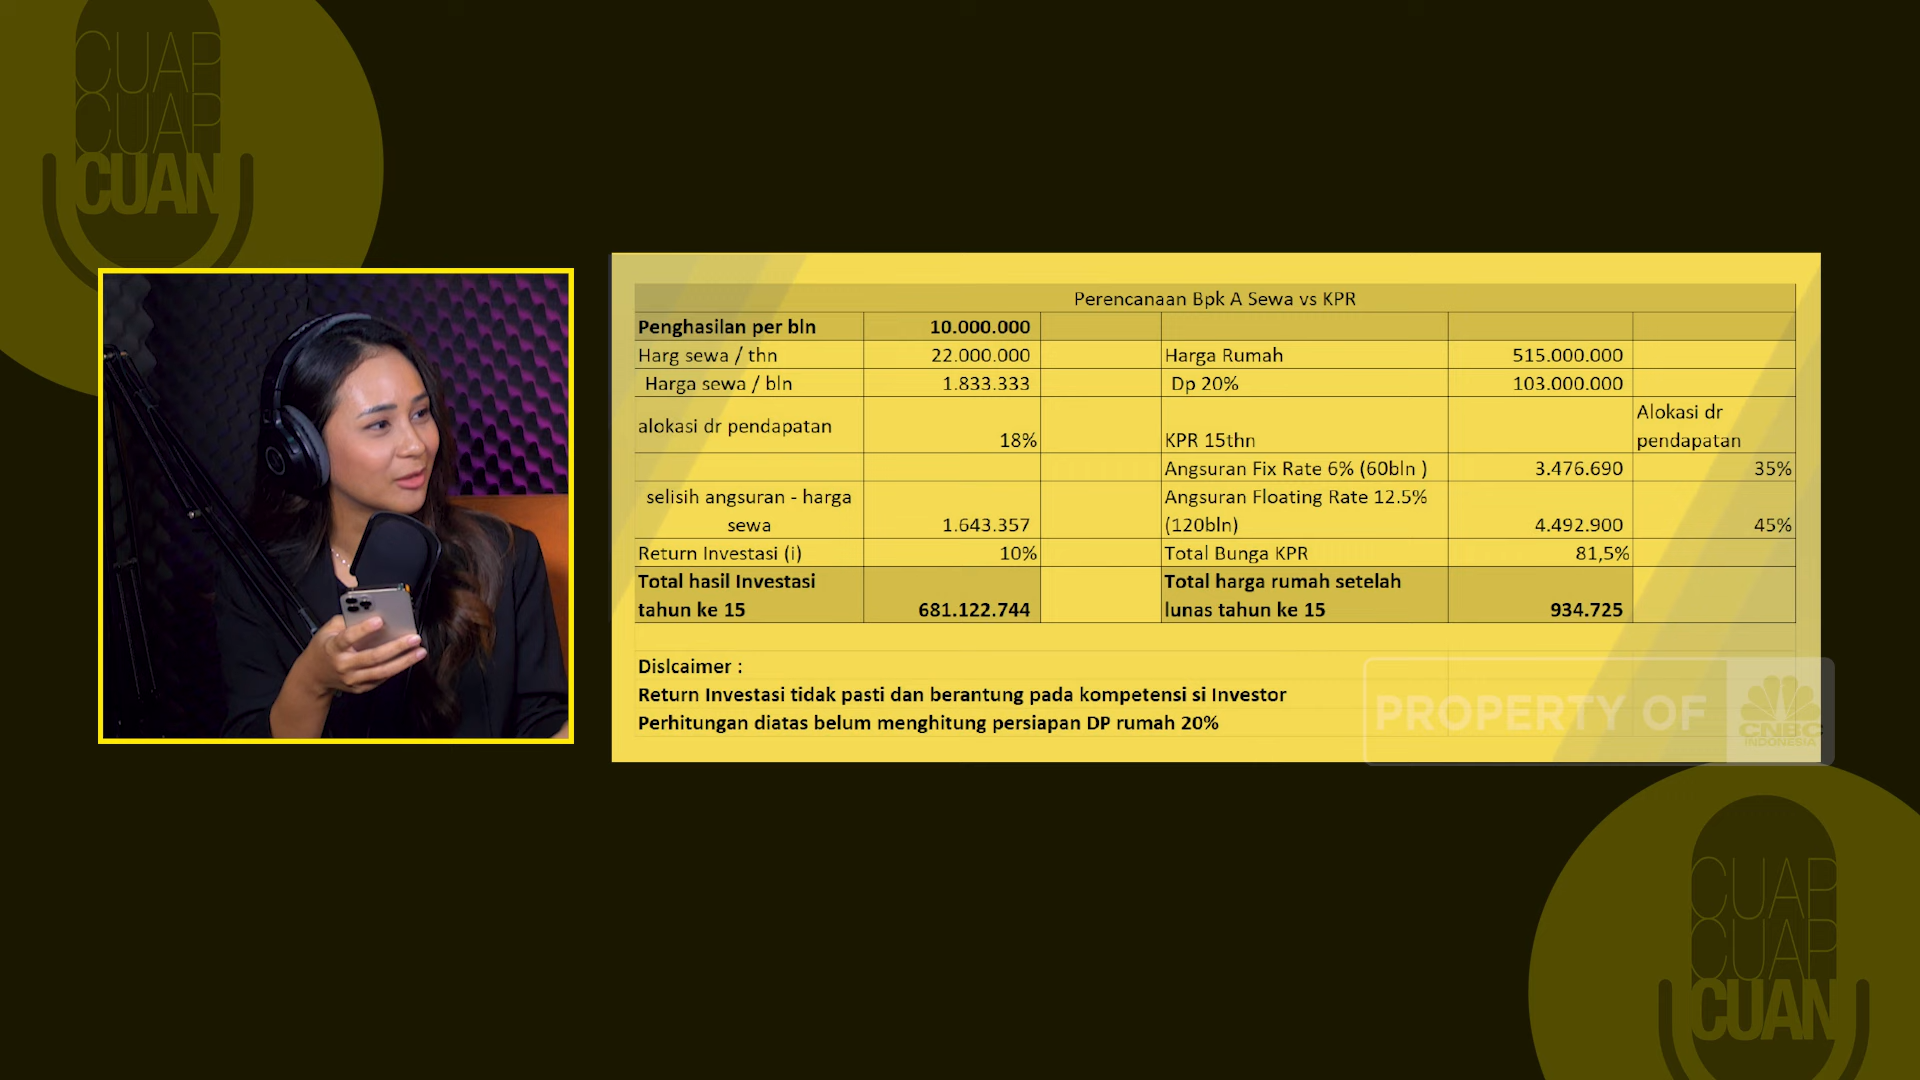 CUAP
CUAP
CUAN
Perencanaan Bpk A Sewa vs KPR
Penghasilan per bln 10.000.000
Harg sewa / thn 22.000.000 Harga Rumah 515.000.000
Harga sewa / bln 1.833.333 Dp 20% 103.000.000
alokasi dr pendapatan 18% KPR 15thn Alokasi dr
pendapatan
Angsuran Fix Rate 6% (60bln ) 3.476.690 35%
selisih angsuran - harga
sewa 1.643.357
Angsuran Floating Rate 12.5%
(120bln) 4.492.900 45%
Return Investasi (i) 10% Total Bunga KPR 81,5%
Total hasil Investasi
tahun ke 15 681.122.744
Total harga rumah setelah
lunas tahun ke 15 934.725
Dislcaimer :
Return Investasi tidak pasti dan berantung pada kompetensi si Investor
Perhitungan diatas belum menghitung persiapan DP rumah 20%
PROPERTY OF
CNBC
INDONESIA
CUAP
CUAP
CUAN